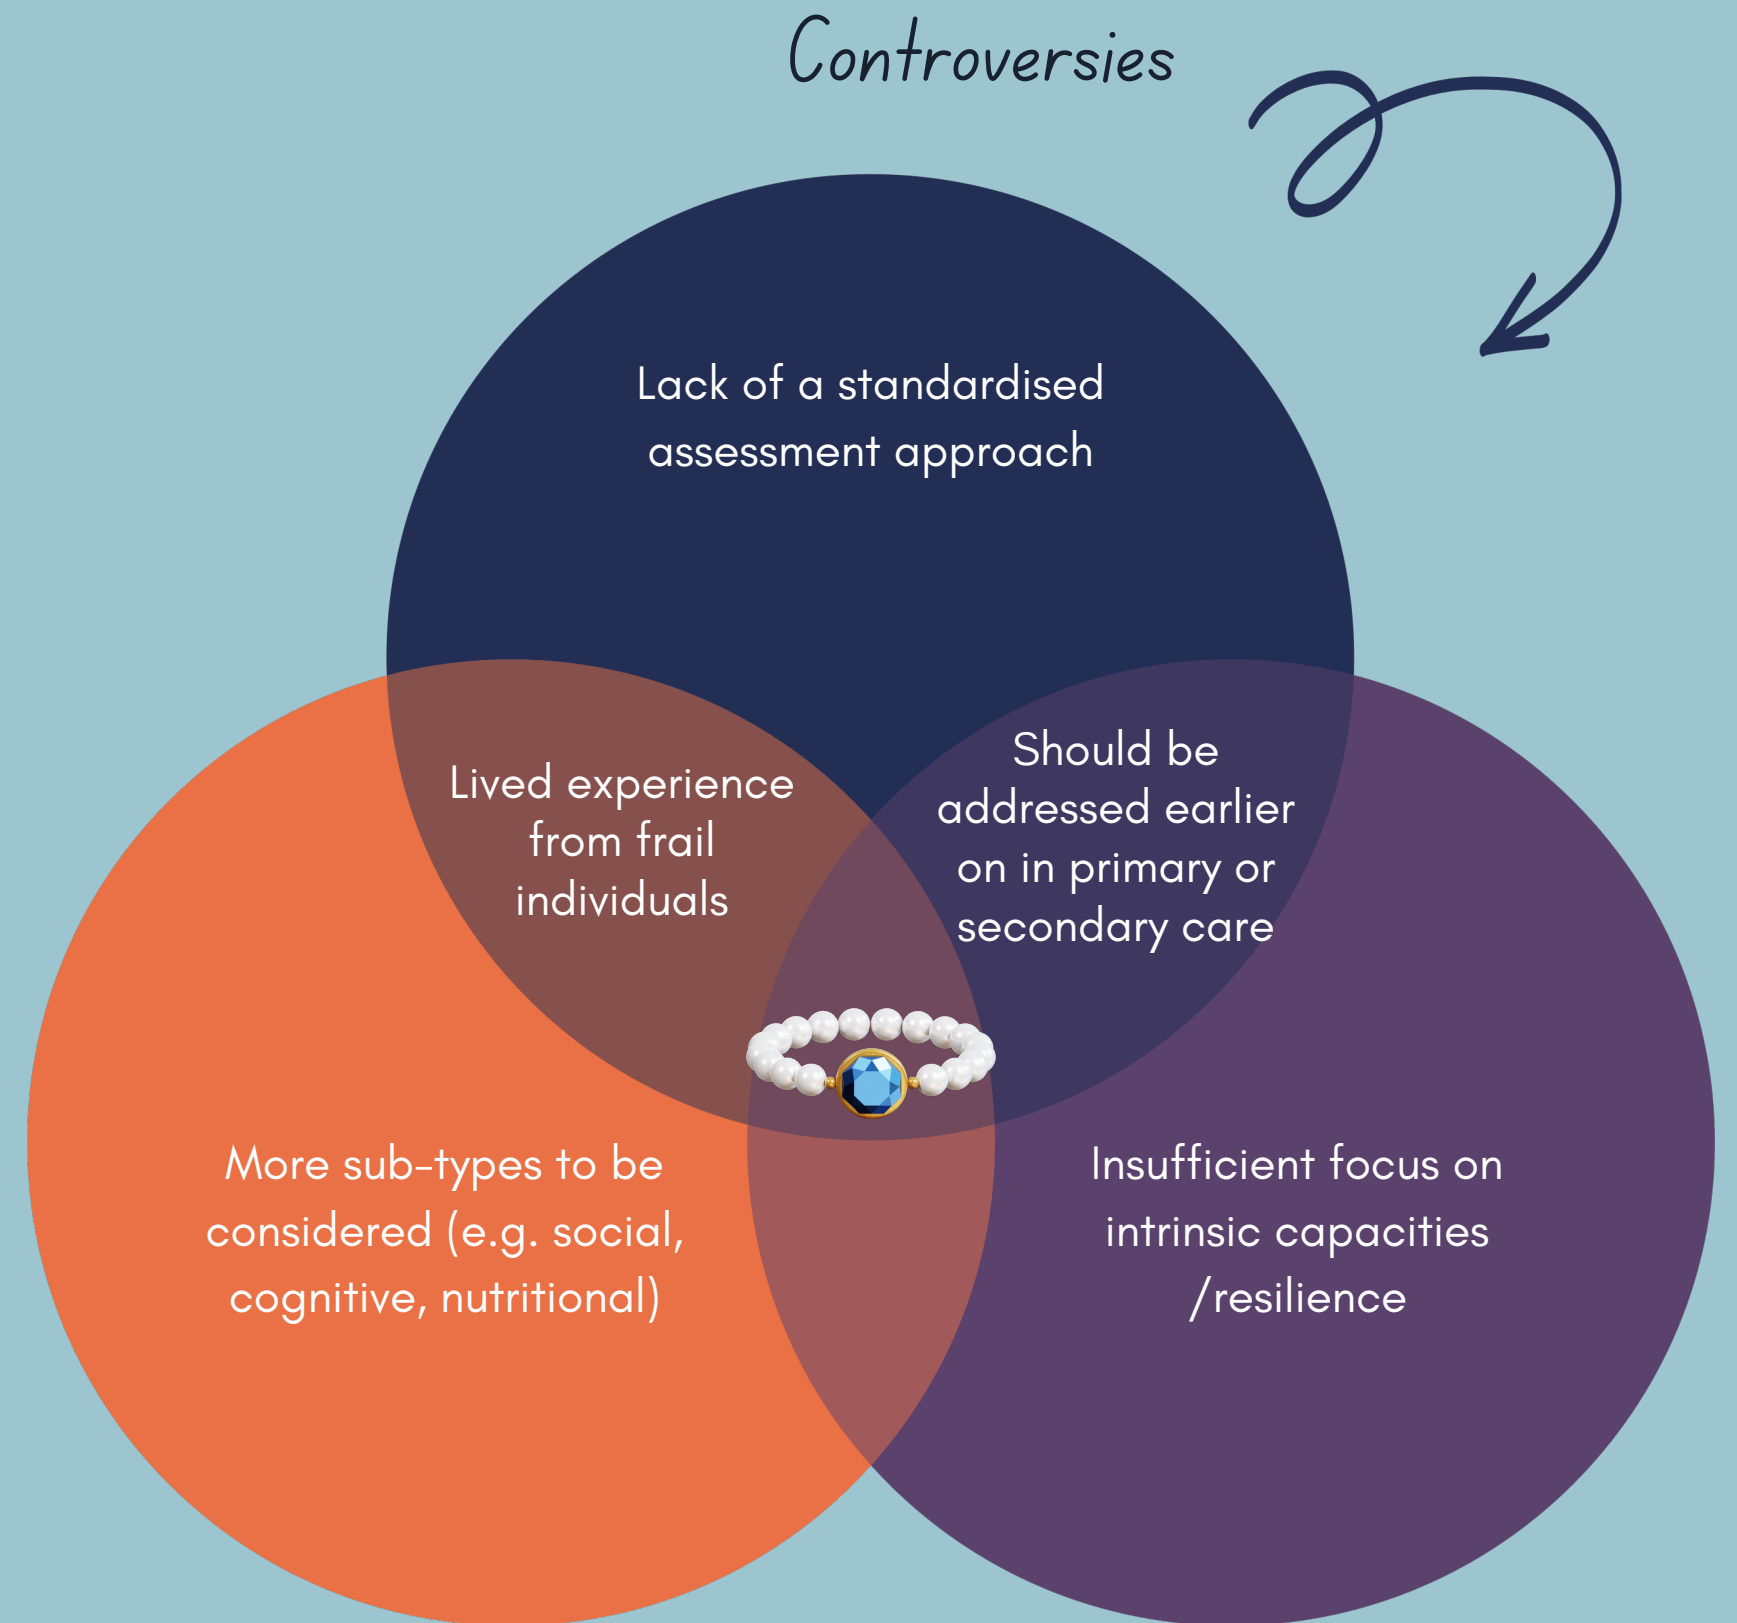 Controversies
Lack of a standardised
assessment approach
Lived experience
from frail
individuals
Should be
addressed earlier
on in primary or
secondary care
More sub-types to be
considered (e.g. social,
cognitive, nutritional)
Insufficient focus on
intrinsic capacities
/resilience